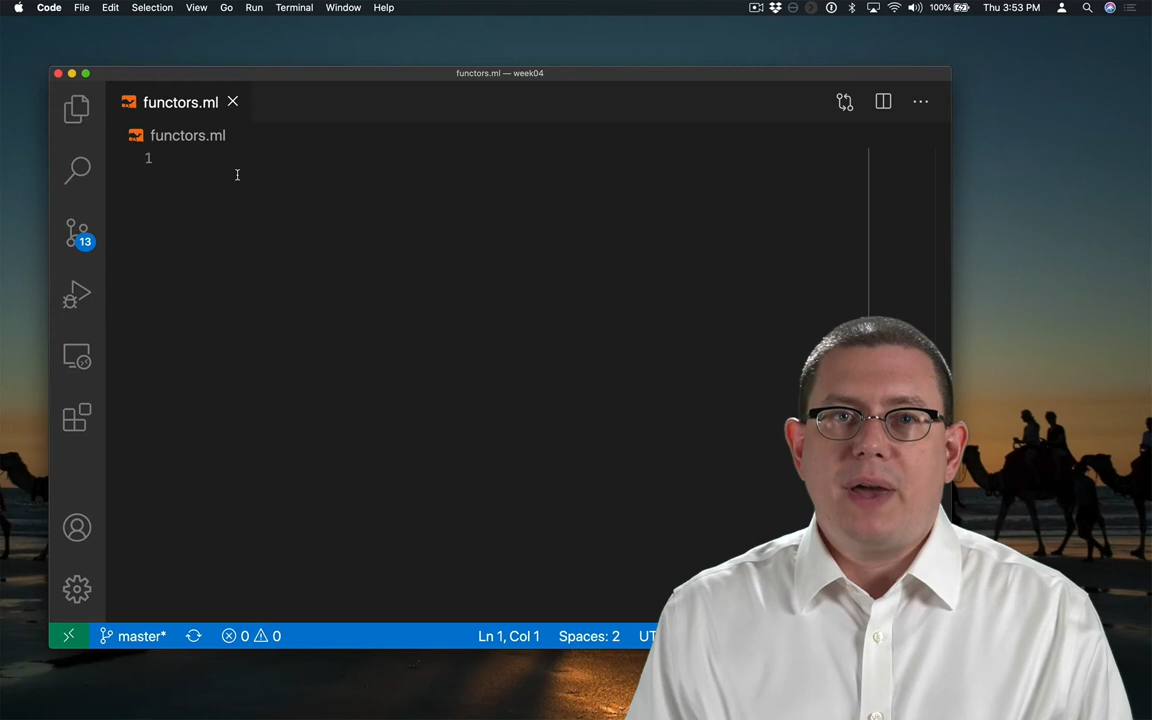 Code File Edit Selection View Go Run Terminal Window Help 100% Thu 3:53 PM
functors.ml — week04
functors.ml
functors.ml
1
13
master* 0 0 Ln 1, Col 1 Spaces: 2 UT